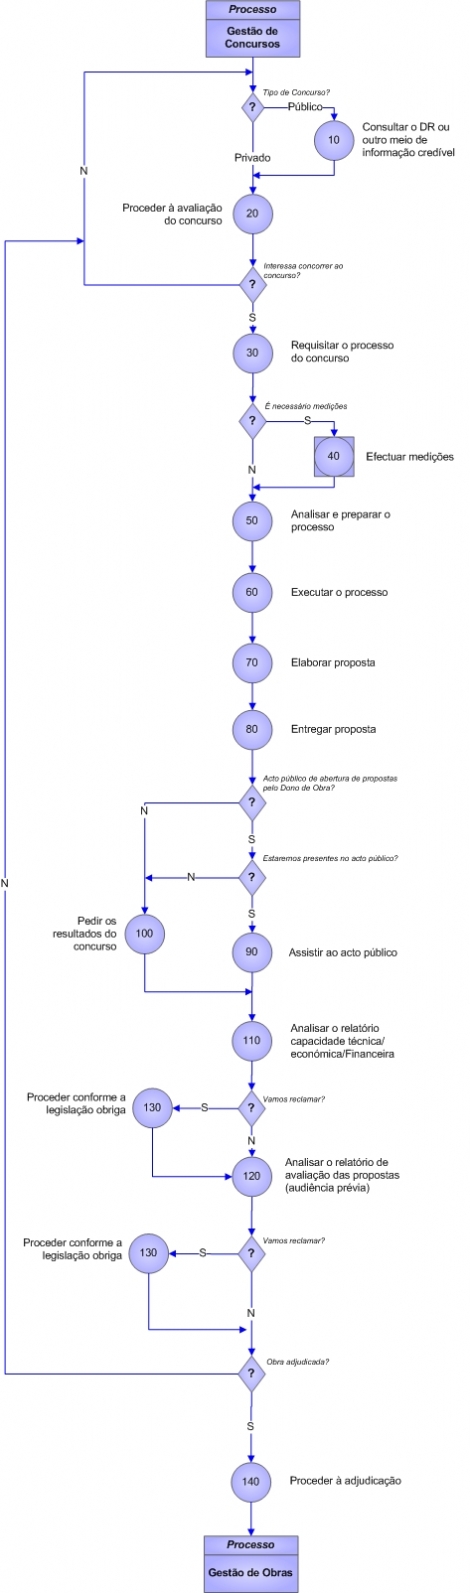 Processo
Gestão de
Concursos
Tipo de Concurso?
?
Público
10
Consultar o DR ou
outro meio de
informação credível
N
Privado
Proceder à avaliação
do concurso
20
Interessa concorrer ao
concurso?
?
S
30
Requisitar o processo
do concurso
É necessário medições
?
S
40
Efectuar medições
N
50
Analisar e preparar o
processo
60
Executar o processo
70
Elaborar proposta
80
Entregar proposta
Acto público de abertura de propostas
pelo Dono de Obra?
?
N
S
Estaremos presentes no acto público?
?
N
N
S
Pedir os
resultados do
concurso
100
90
Assistir ao acto público
110
Analisar o relatório
capacidade técnica/
económica/Financeira
Proceder conforme a
legislação obriga
130
S
?
Vamos reclamar?
N
120
Analisar o relatório de
avaliação das propostas
(audiência prévia)
Proceder conforme a
legislação obriga
130
S
?
Vamos reclamar?
N
Obra adjudicada?
?
S
140
Proceder à adjudicação
Processo
Gestão de Obras